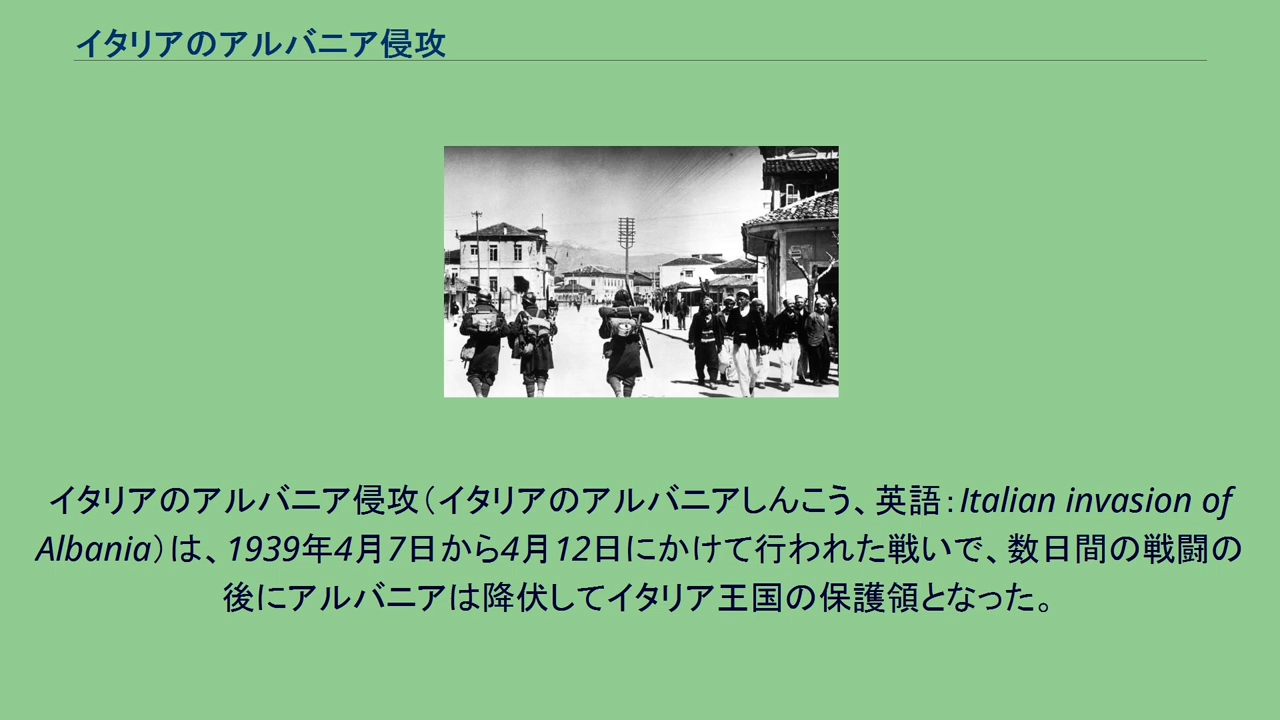 イタリアのアルバニア侵攻
イタリアのアルバニア侵攻（イタリアのアルバニアしんこう、英語：Italian invasion of
Albania）は、1939年4月7日から4月12日にかけて行われた戦いで、数日間の戦闘の
後にアルバニアは降伏してイタリア王国の保護領となった。